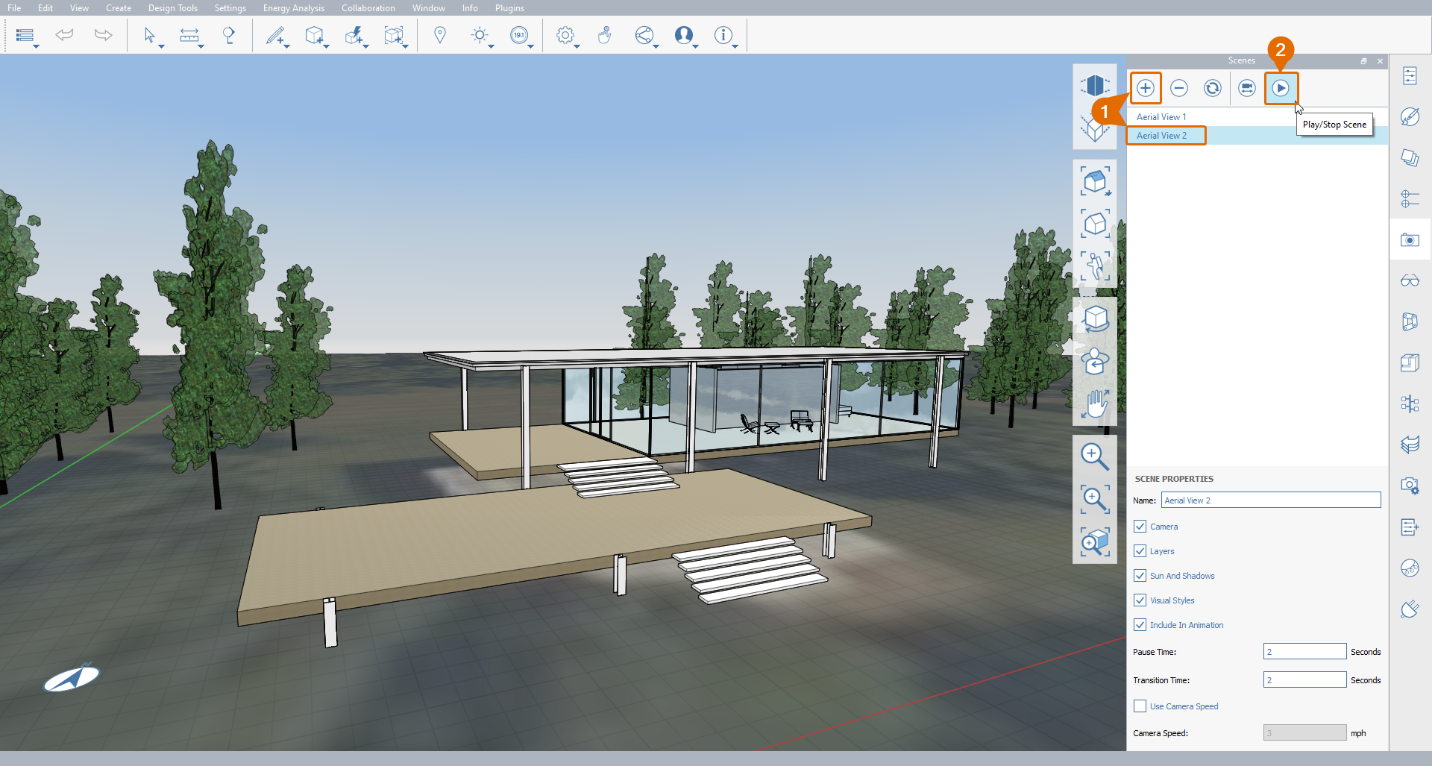 File Edit View Create Design Tools Settings Energy Analysis Collaboration Window Info Plugins
Scenes
2
1
Aerial View 1
Play/Stop Scene
Aerial View 2
SCENE PROPERTIES
Name: Aerial View 2
Camera
Layers
Sun And Shadows
Visual Styles
Include In Animation
Pause Time: 2 Seconds
Transition Time: 2 Seconds
Use Camera Speed
Camera Speed: 3 mph